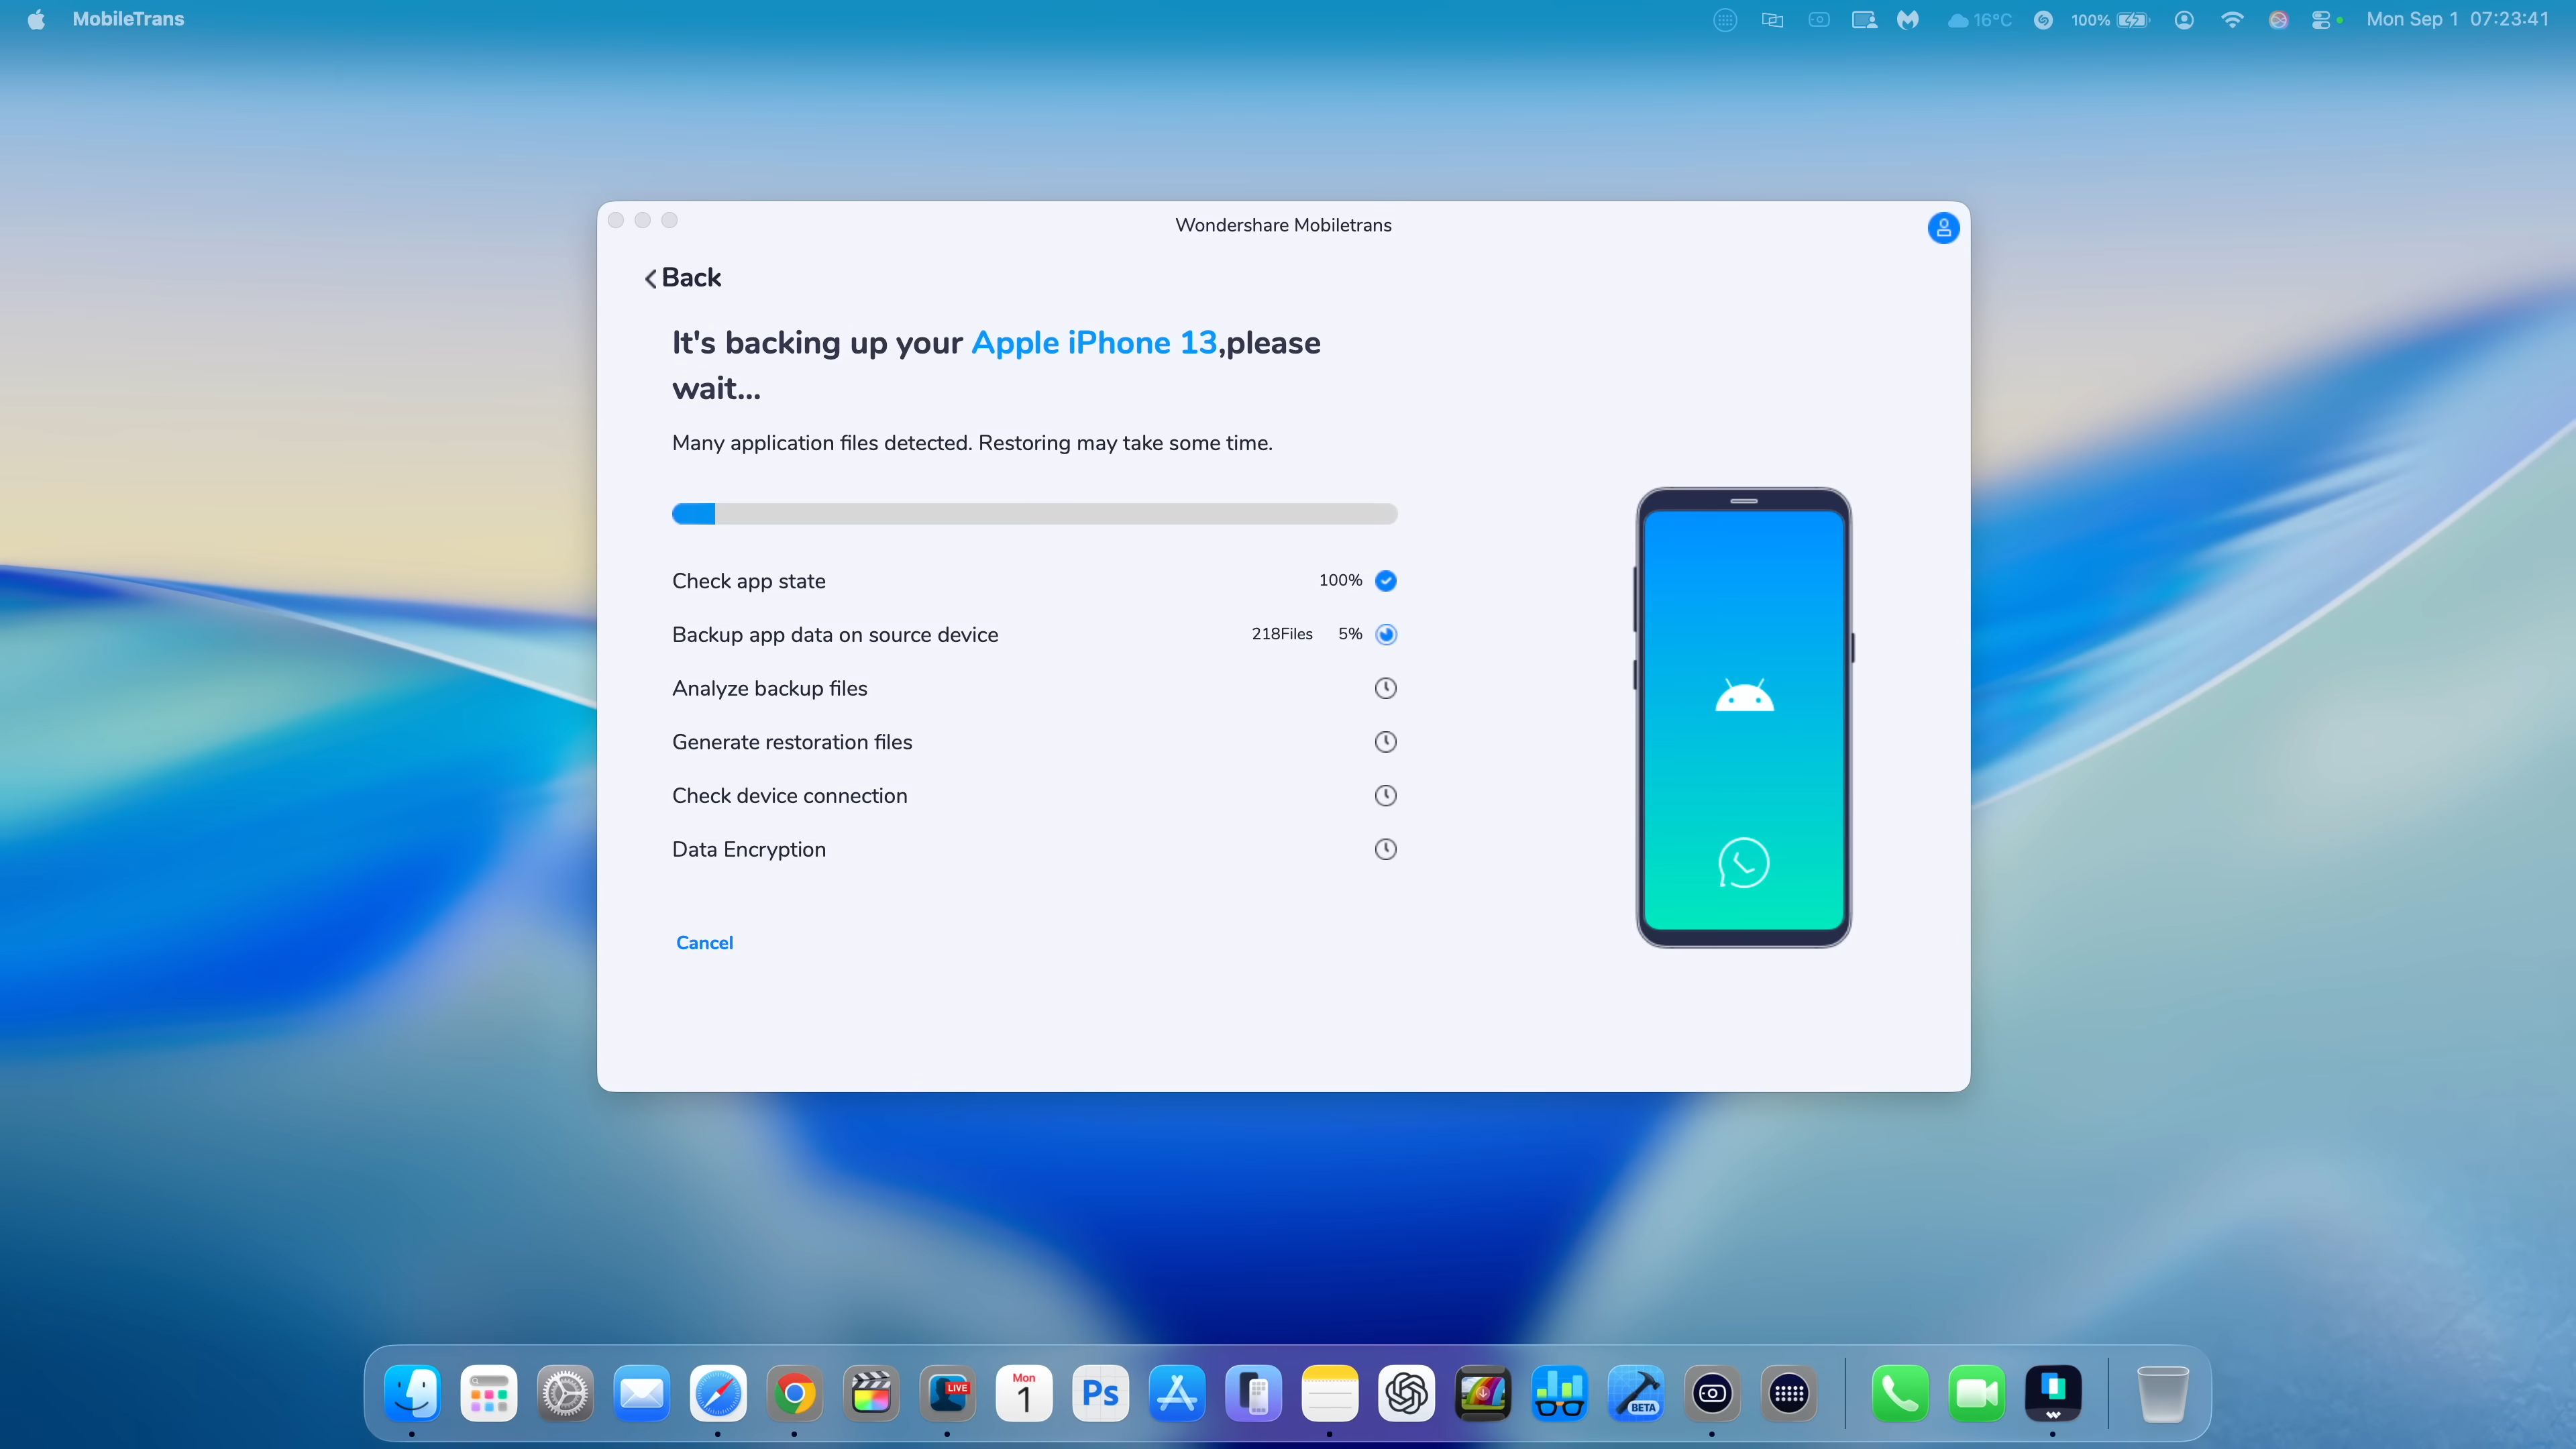 MobileTrans
16°C
100%
Mon Sep 1 07:23:41
Wondershare Mobiletrans
Back
It's backing up your Apple iPhone 13,please
wait...
Many application files detected. Restoring may take some time.
Check app state 100%
Backup app data on source device 218Files 5%
Analyze backup files
Generate restoration files
Check device connection
Data Encryption
Cancel
LIVE
Mon
1
Ps
BETA